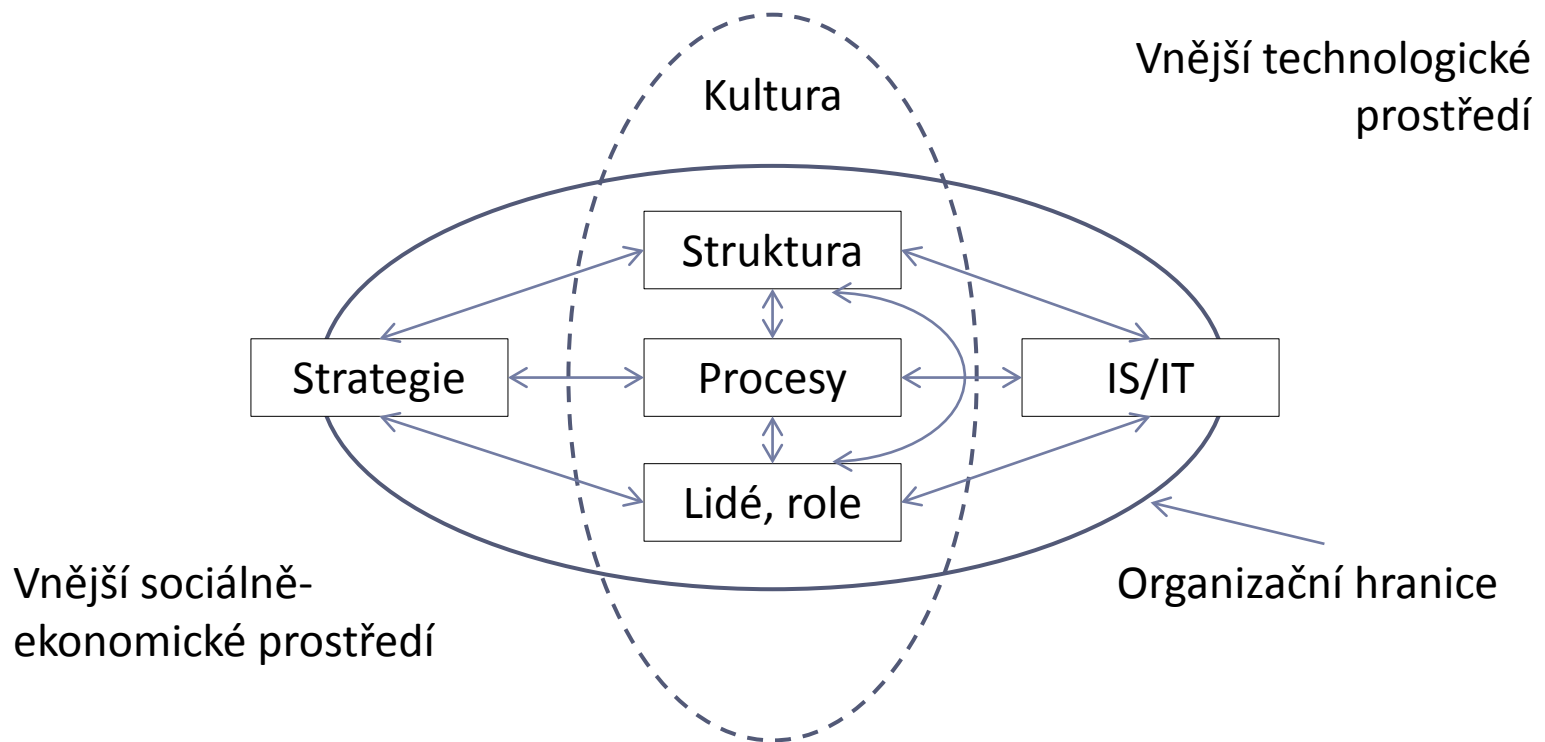 Vnější technologické
prostředí
Kultura
Struktura
Strategie
Procesy
IS/IT
Lidé, role
Vnější sociálně-
ekonomické prostředí
Organizační hranice